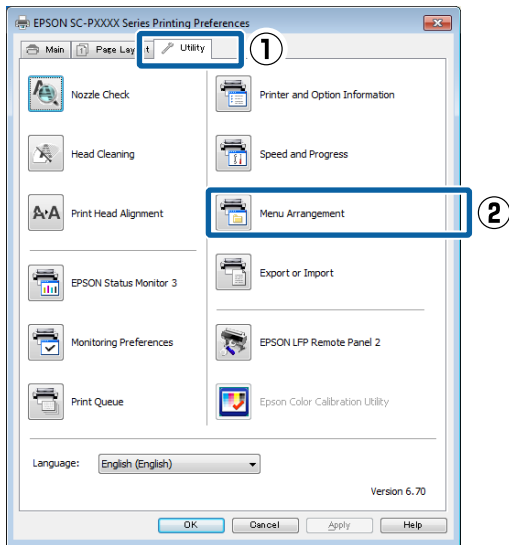 EPSON SC-PXXXX Series Printing Preferences
Main
Page Lay t
Utility
①
Nozzle Check
Printer and Option Information
Head Cleaning
Speed and Progress
A·A
Print Head Alignment
Menu Arrangement
②
EPSON Status Monitor 3
Export or Import
Monitoring Preferences
EPSON LFP Remote Panel 2
Print Queue
Epson Color Calibration Utility
Language:
English (English)
Version 6.70
OK
Cancel
Apply
Help